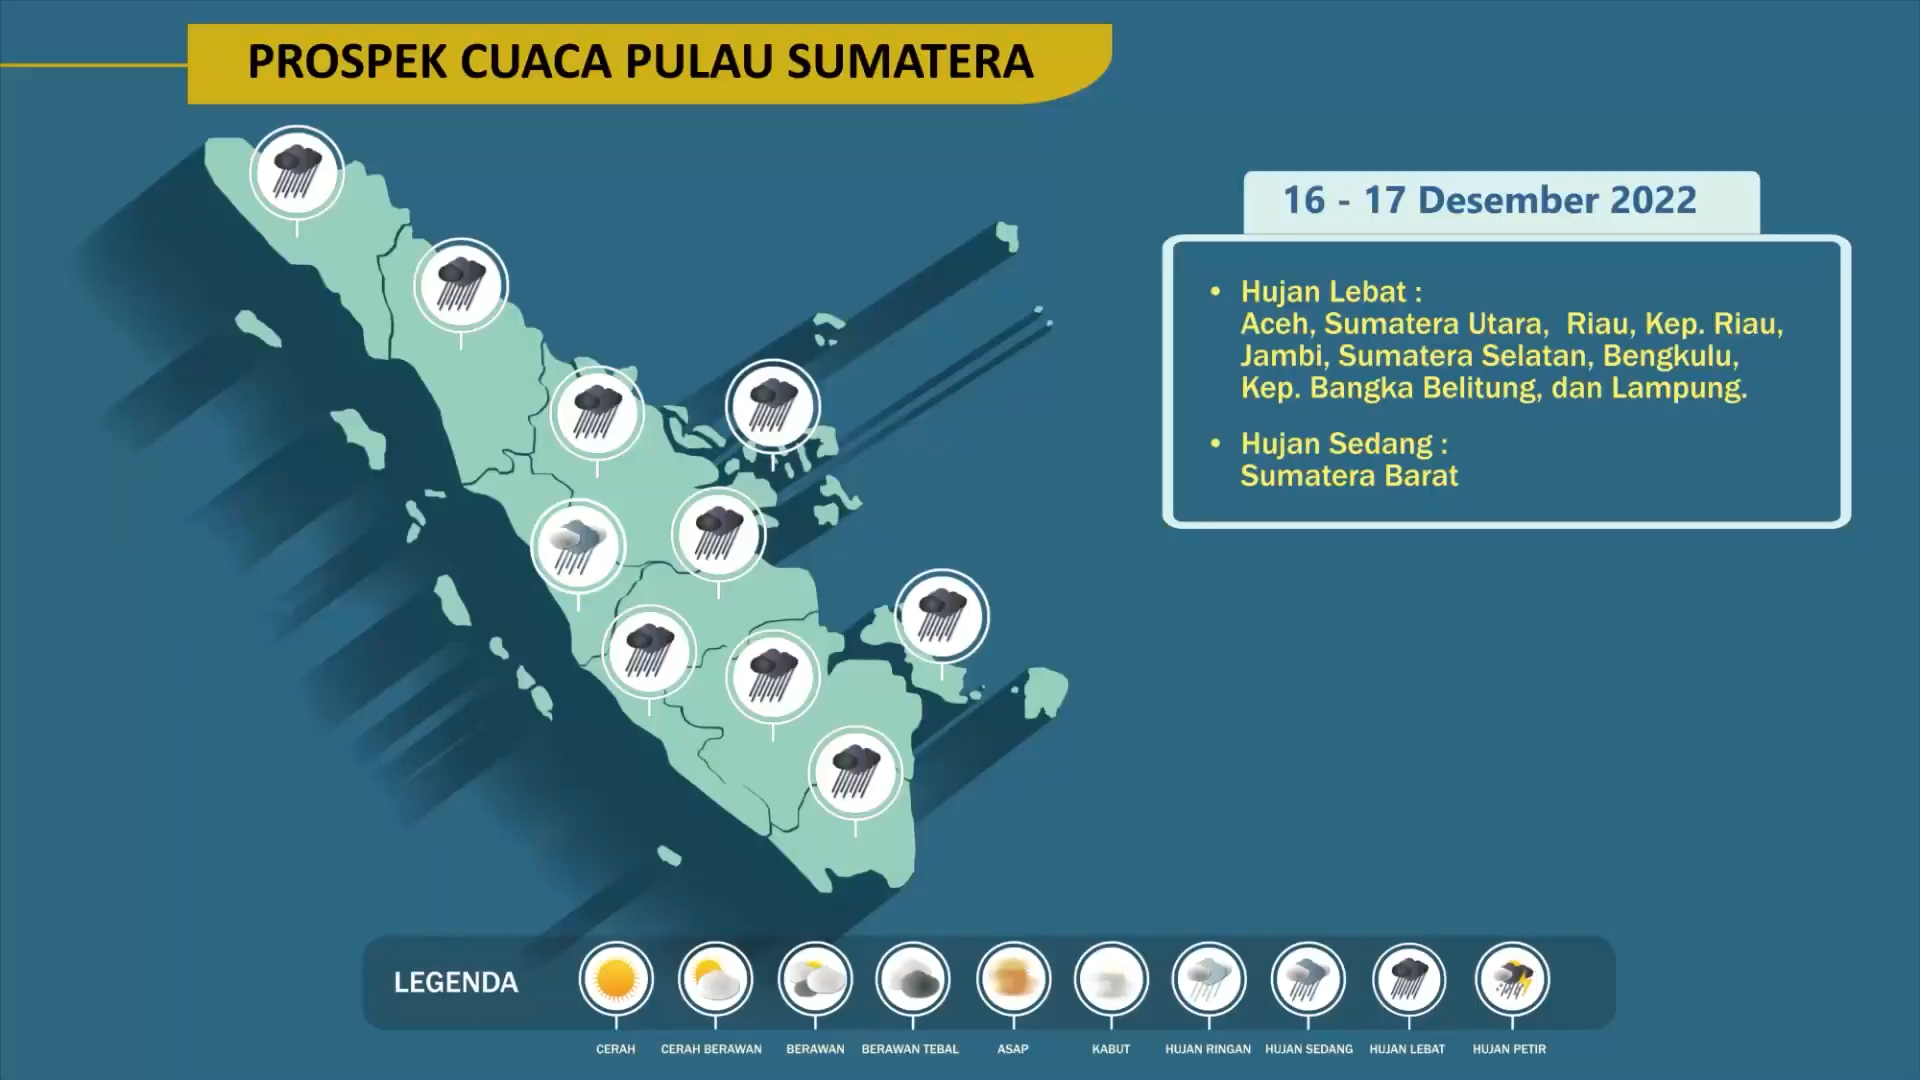 PROSPEK CUACA PULAU SUMATERA
16 - 17 Desember 2022
• Hujan Lebat :
Aceh, Sumatera Utara, Riau, Kep. Riau,
Jambi, Sumatera Selatan, Bengkulu,
Kep. Bangka Belitung, dan Lampung.
• Hujan Sedang :
Sumatera Barat
LEGENDA
CERAH
CERAH BERAWAN
BERAWAN
BERAWAN TEBAL
ASAP
KABUT
HUJAN RINGAN
HUJAN SEDANG
HUJAN LEBAT
HUJAN PETIR